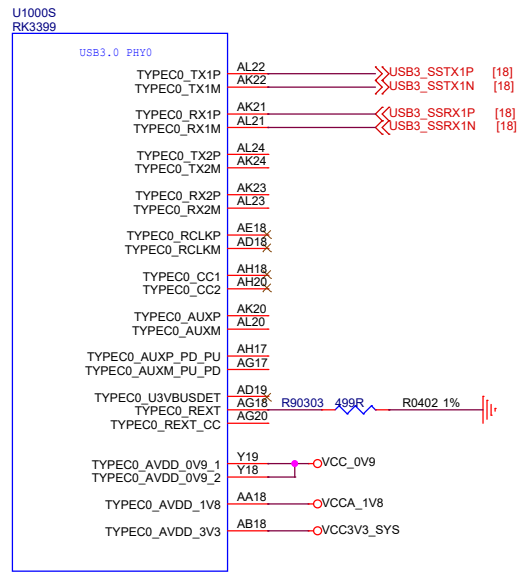 U1000S
RK3399
USB3.0 PHY0
TYPEC0_TX1P AL22 USB3_SSTX1P [18]
TYPEC0_TX1M AK22 USB3_SSTX1N [18]
TYPEC0_RX1P AK21 USB3_SSRX1P [18]
TYPEC0_RX1M AL21 USB3_SSRX1N [18]
TYPEC0_TX2P AL24
TYPEC0_TX2M AK24
TYPEC0_RX2P AK23
TYPEC0_RX2M AL23
TYPEC0_RCLKP AE18
TYPEC0_RCLKM AD18
TYPEC0_CC1 AH18
TYPEC0_CC2 AH20
TYPEC0_AUXP AK20
TYPEC0_AUXM AL20
TYPEC0_AUXP_PD_PU AH17
TYPEC0_AUXM_PU_PD AG17
TYPEC0_U3VBUSDET AD19
TYPEC0_REXT AG18 R90303 499R R0402 1%
TYPEC0_REXT_CC AG20
TYPEC0_AVDD_0V9_1 Y19 VCC_0V9
TYPEC0_AVDD_0V9_2 Y18
TYPEC0_AVDD_1V8 AA18 VCCA_1V8
TYPEC0_AVDD_3V3 AB18 VCC3V3_SYS